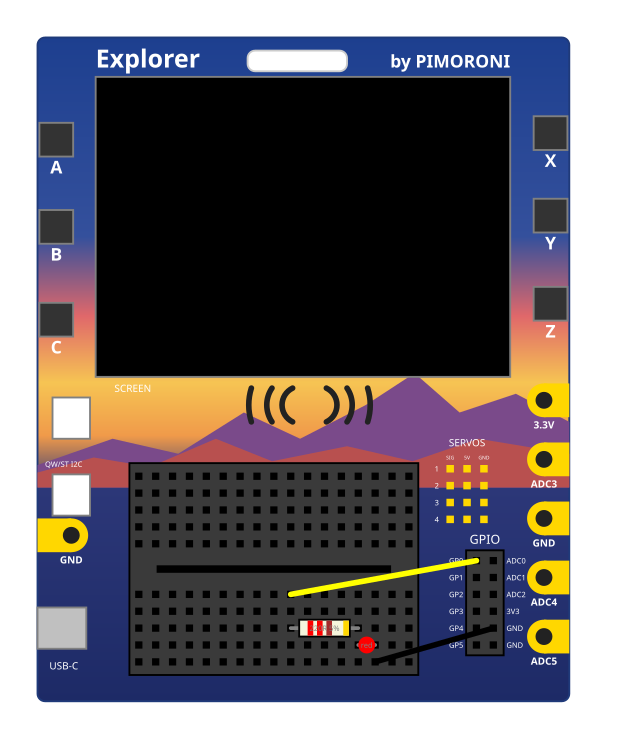 Explorer
by PIMORONI
A
X
B
Y
C
Z
SCREEN
3.3V
SERVOS
SIG 5V GND
1
2
3
4
QW/ST I2C
ADC3
GND
GND
GPIO
GP0 ADC0
GP1 ADC1
GP2 ADC2
GP3 3V3
GP4 GND
GP5 GND
ADC4
red
USB-C
ADC5